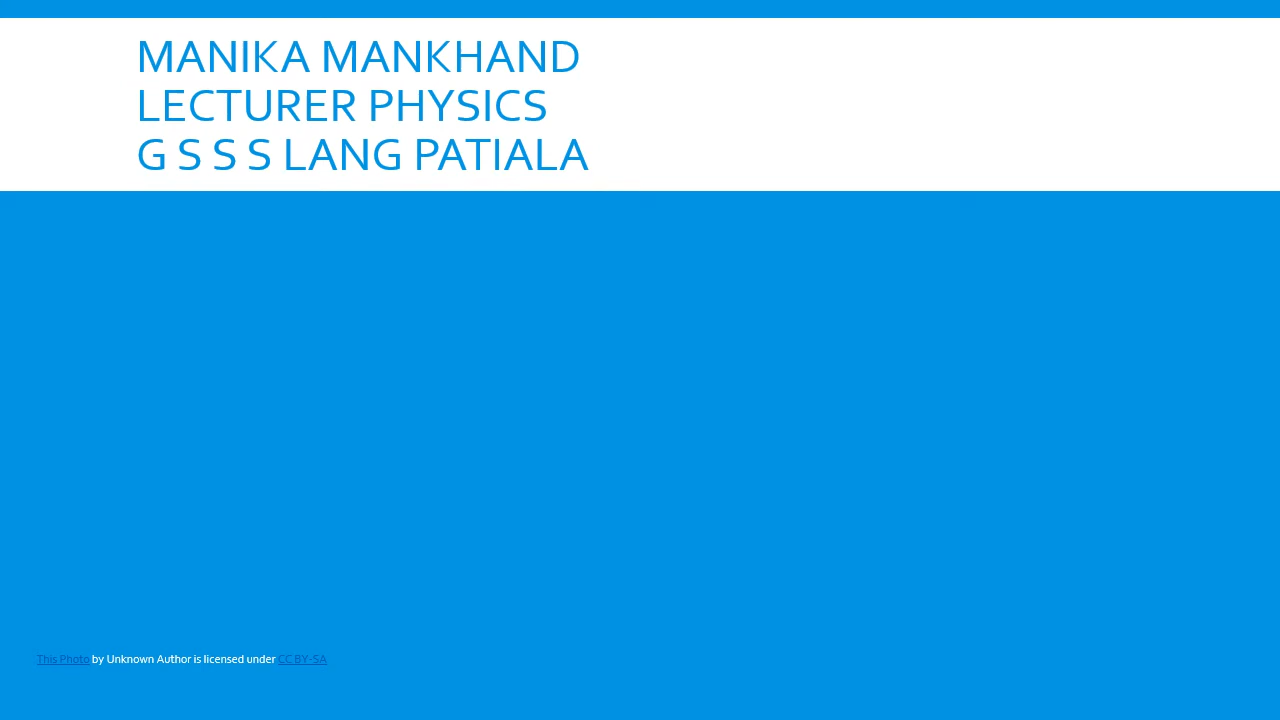 MANIKA MANKHAND
LECTURER PHYSICS
G S S S LANG PATIALA
This Photo by Unknown Author is licensed under CC BY-SA